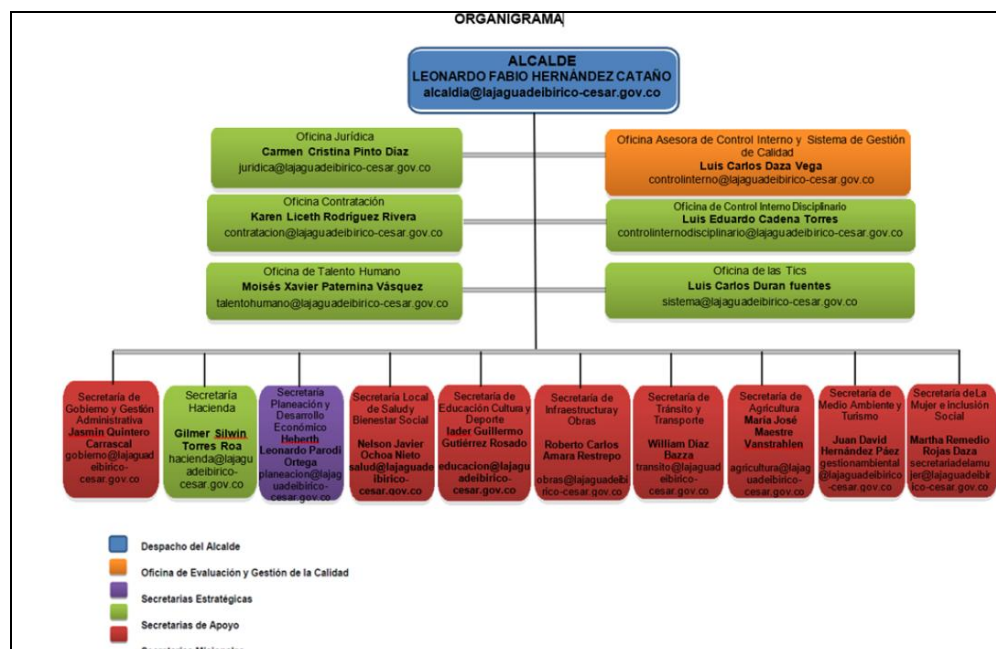 ORGANIGRAMA
ALCALDE
LEONARDO FABIO HERNÁNDEZ CATAÑO
alcaldia@lajaguadeibirico-cesar.gov.co
Oficina Jurídica
Carmen Cristina Pinto Díaz
juridica@lajaguadeibirico-cesar.gov.co
Oficina Asesora de Control Interno y Sistema de Gestión
de Calidad
Luis Carlos Daza Vega
controlinterno@lajaguadeibirico-cesar.gov.co
Oficina Contratación
Karen Liceth Rodríguez Rivera
contratacion@lajaguadeibirico-cesar.gov.co
Oficina de Control Interno Disciplinario
Luis Eduardo Cadena Torres
controlinternodisciplinario@lajaguadeibirico-cesar.gov.co
Oficina de Talento Humano
Moisés Xavier Paternina Vásquez
talentohumano@lajaguadeibirico-cesar.gov.co
Oficina de las Tics
Luis Carlos Duran fuentes
sistema@lajaguadeibirico-cesar.gov.co
Secretaría de
Gobierno y Gestión
Administrativa
Jasmin Quintero
Carrascal
gobierno@lajaguad
eibirico-
cesar.gov.co
Secretaría
Hacienda
Gilmer Silwin
Torres Roa
hacienda@lajagu
adeibirico-
cesar.gov.co
Secretaría
Planeación y
Desarrollo
Económico
Heberth
Leonardo Parodi
Ortega
planeacion@lajag
uadeibirico-
cesar.gov.co
Secretaría Local
de Salud y
Bienestar Social
Nelson Javier
Ochoa Nieto
salud@lajaguade
ibirico-
cesar.gov.co
Secretaría de
Educación Cultura y
Deporte
Iader Guillermo
Gutiérrez Rosado
educacion@lajagu
adeibirico-
cesar.gov.co
Secretaría de
Infraestructura y
Obras
Roberto Carlos
Amara Restrepo
obras@lajaguadeibi
rico-cesar.gov.co
Secretaría de
Tránsito y
Transporte
William Díaz
Bazza
transito@lajaguad
eibirico-
cesar.gov.co
Secretaría de
Agricultura
María José
Maestre
Vanstrahlen
agricultura@lajag
uadeibirico-
cesar.gov.co
Secretaría de
Medio Ambiente y
Turismo
Juan David
Hernández Páez
gestionambiental
@lajaguadeibirico
-cesar.gov.co
Secretaría de La
Mujer e inclusión
Social
Martha Remedio
Rojas Daza
secretariadelamu
jer@lajaguadeibir
ico-cesar.gov.co
Despacho del Alcalde
Oficina de Evaluación y Gestión de la Calidad
Secretarias Estratégicas
Secretarias de Apoyo